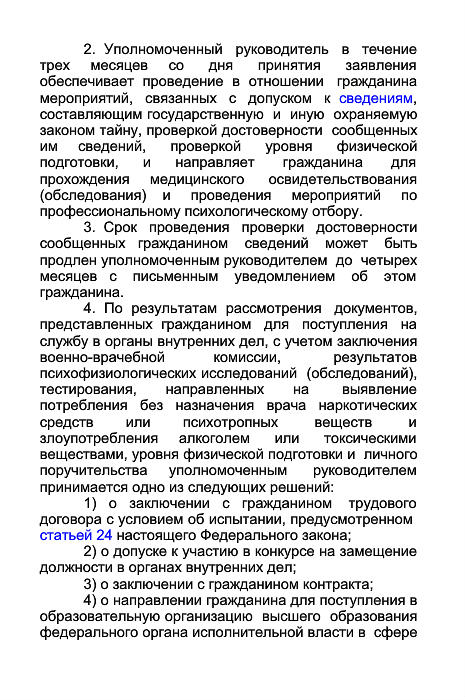 2. Уполномоченный руководитель в течение
трех месяцев со дня принятия заявления
обеспечивает проведение в отношении гражданина
мероприятий, связанных с допуском к сведениям,
составляющим государственную и иную охраняемую
законом тайну, проверкой достоверности сообщенных
им сведений, проверкой уровня физической
подготовки, и направляет гражданина для
прохождения медицинского освидетельствования
(обследования) и проведения мероприятий по
профессиональному психологическому отбору.
3. Срок проведения проверки достоверности
сообщенных гражданином сведений может быть
продлен уполномоченным руководителем до четырех
месяцев с письменным уведомлением об этом
гражданина.
4. По результатам рассмотрения документов,
представленных гражданином для поступления на
службу в органы внутренних дел, с учетом заключения
военно-врачебной комиссии, результатов
психофизиологических исследований (обследований),
тестирования, направленных на выявление
потребления без назначения врача наркотических
средств или психотропных веществ и
злоупотребления алкоголем или токсическими
веществами, уровня физической подготовки и личного
поручительства уполномоченным руководителем
принимается одно из следующих решений:
1) о заключении с гражданином трудового
договора с условием об испытании, предусмотренном
статьей 24 настоящего Федерального закона;
2) о допуске к участию в конкурсе на замещение
должности в органах внутренних дел;
3) о заключении с гражданином контракта;
4) о направлении гражданина для поступления в
образовательную организацию высшего образования
федерального органа исполнительной власти в сфере